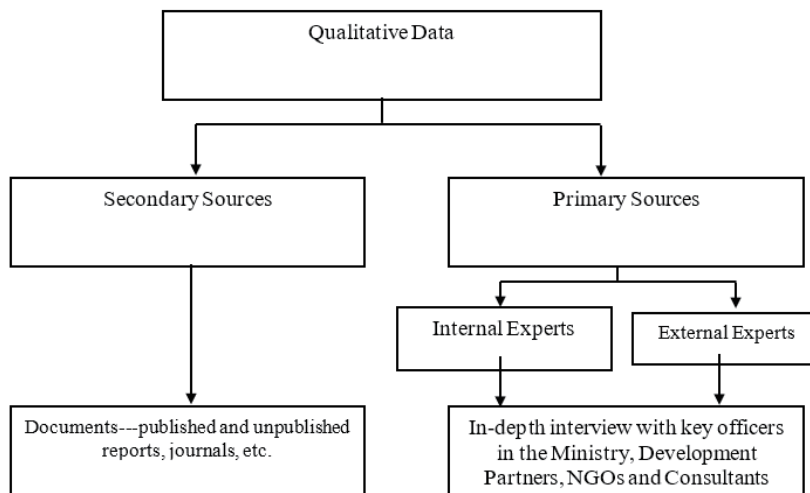 Qualitative Data
Secondary Sources
Primary Sources
Internal Experts
External Experts
Documents---published and unpublished
reports, journals, etc.
In-depth interview with key officers
in the Ministry, Development
Partners, NGOs and Consultants